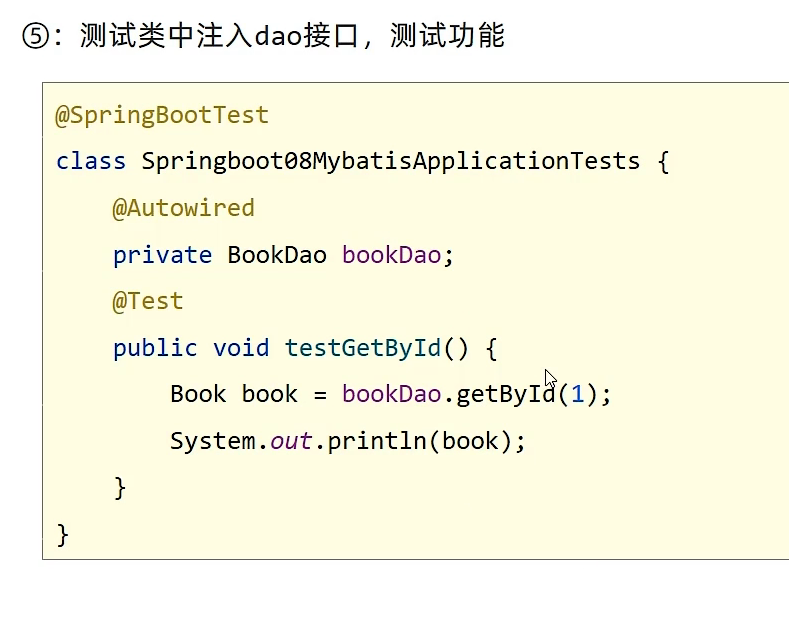 ⑤：测试类中注入dao接口，测试功能
@SpringBootTest
class Springboot08MybatisApplicationTests {
    @Autowired
    private BookDao bookDao;
    @Test
    public void testGetById() {
        Book book = bookDao.getById(1);
        System.out.println(book);
    }
}